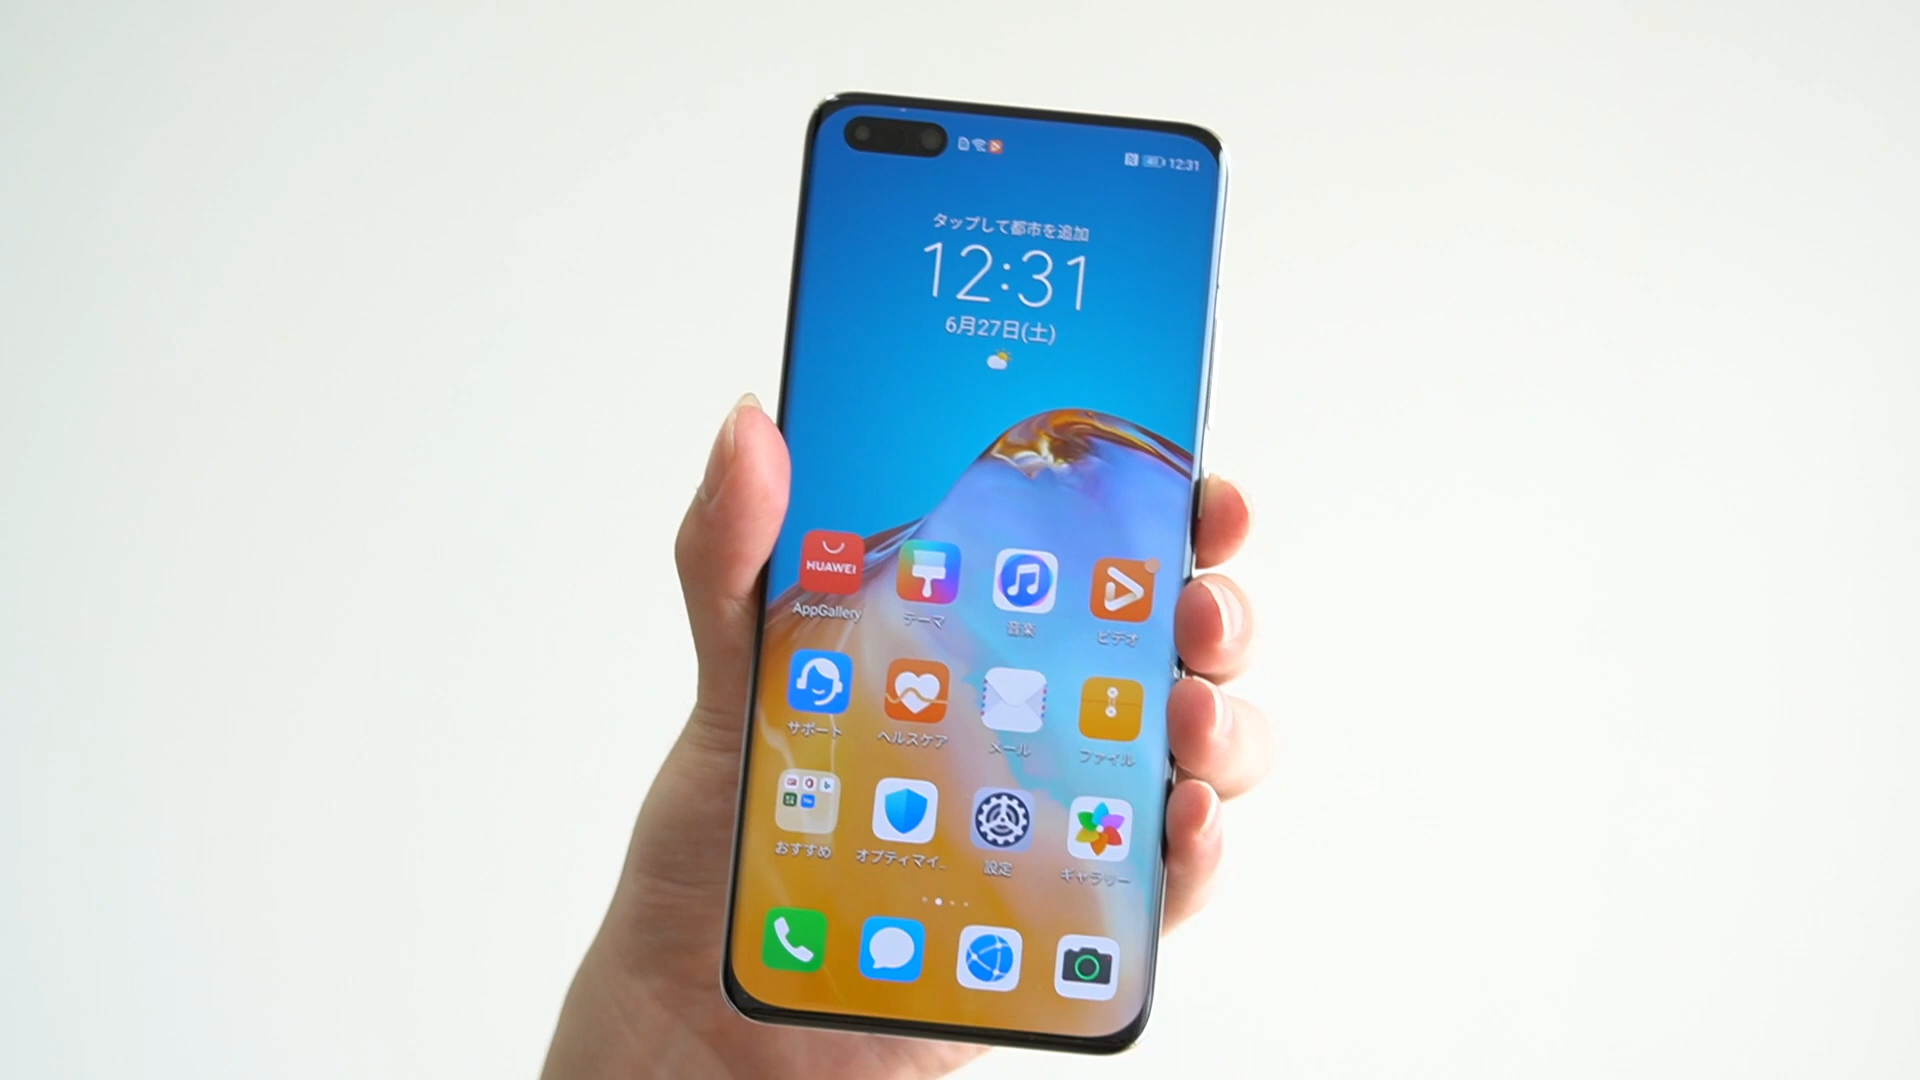 12:31
タップして都市を追加
12:31
6月27日(土)
HUAWEI
AppGallery
テーマ
音楽
ビデオ
サポート
ヘルスケア
メール
ファイル
おすすめ
オプティマイ..
設定
ギャラリー